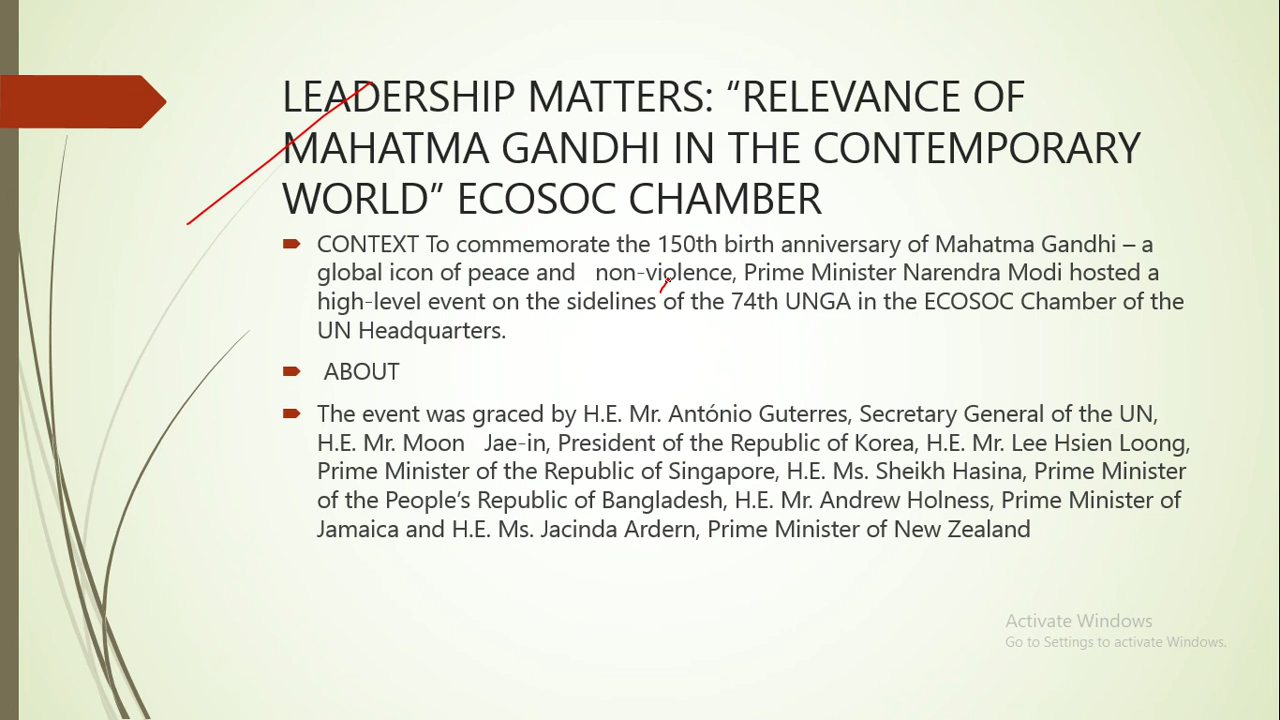 LEADERSHIP MATTERS: “RELEVANCE OF
MAHATMA GANDHI IN THE CONTEMPORARY
WORLD” ECOSOC CHAMBER
CONTEXT To commemorate the 150th birth anniversary of Mahatma Gandhi – a
global icon of peace and non-violence, Prime Minister Narendra Modi hosted a
high-level event on the sidelines of the 74th UNGA in the ECOSOC Chamber of the
UN Headquarters.
ABOUT
The event was graced by H.E. Mr. António Guterres, Secretary General of the UN,
H.E. Mr. Moon Jae-in, President of the Republic of Korea, H.E. Mr. Lee Hsien Loong,
Prime Minister of the Republic of Singapore, H.E. Ms. Sheikh Hasina, Prime Minister
of the People’s Republic of Bangladesh, H.E. Mr. Andrew Holness, Prime Minister of
Jamaica and H.E. Ms. Jacinda Ardern, Prime Minister of New Zealand
Activate Windows
Go to Settings to activate Windows.